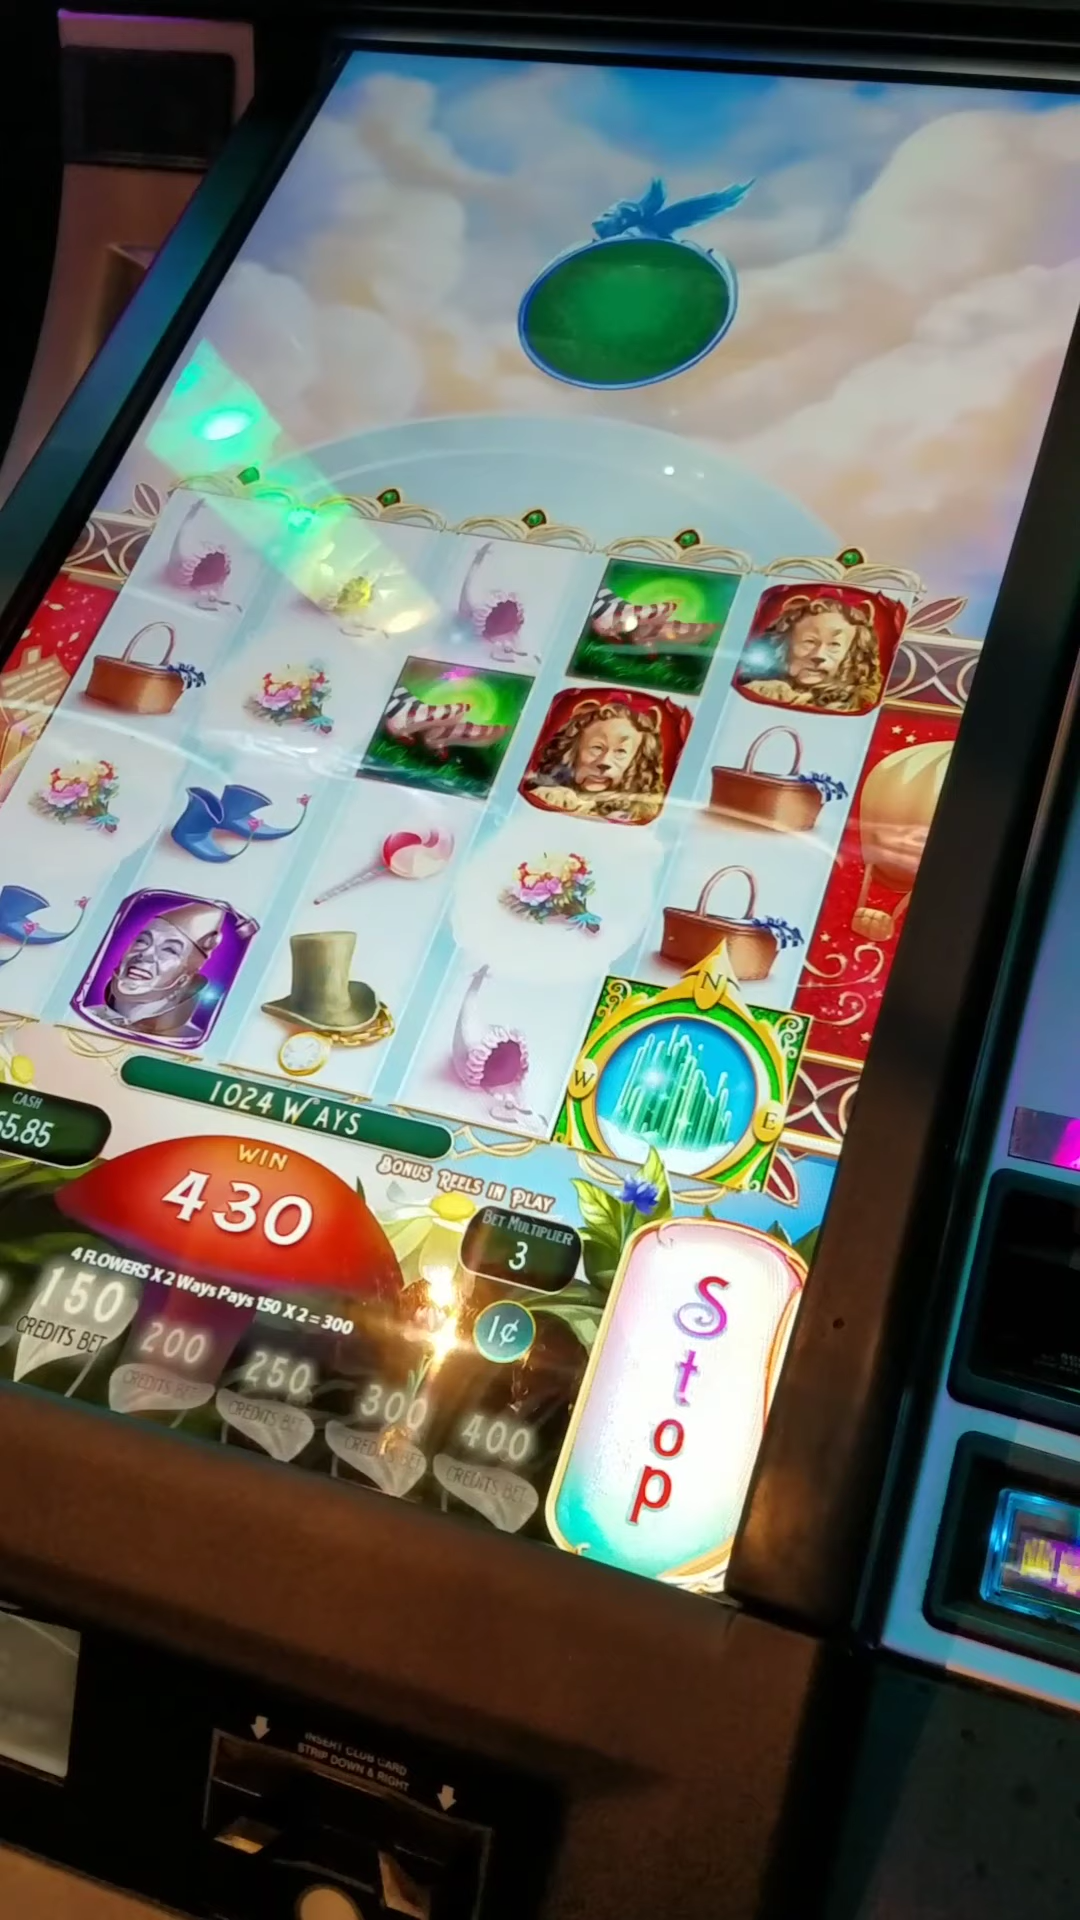 N
W
E
1024 WAYS
CASH
5.85
WIN
430
BONUS REELS IN PLAY
BET MULTIPLIER
3
4 FLOWERS X 2 Ways Pays 150 X 2 = 300
1¢
150
CREDITS BET
200
CREDITS BET
250
CREDITS BET
300
CREDITS BET
400
CREDITS BET
Stop
INSERT CLUB CARD
STRIP DOWN & RIGHT